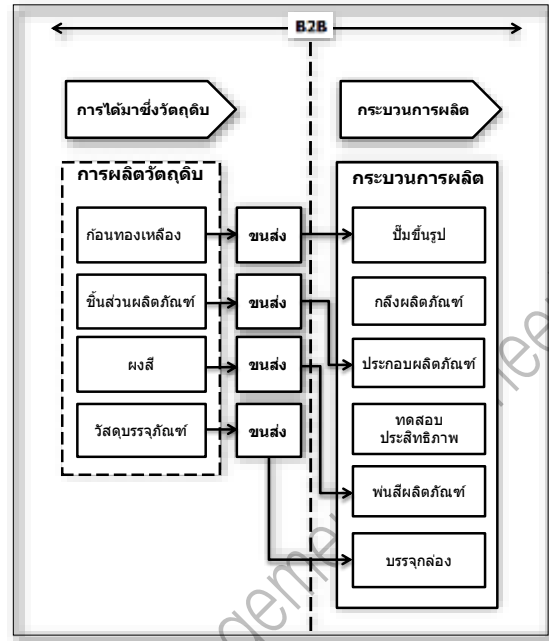 B2B
การได้มาซึ่งวัตถุดิบ
กระบวนการผลิต
การผลิตวัตถุดิบ
กระบวนการผลิต
ก้อนทองเหลือง
ขนส่ง
ปั๊มขึ้นรูป
ชิ้นส่วนผลิตภัณฑ์
ขนส่ง
กลึงผลิตภัณฑ์
ผงสี
ขนส่ง
ประกอบผลิตภัณฑ์
วัสดุบรรจุภัณฑ์
ขนส่ง
ทดสอบ
ประสิทธิภาพ
พ่นสีผลิตภัณฑ์
บรรจุกล่อง